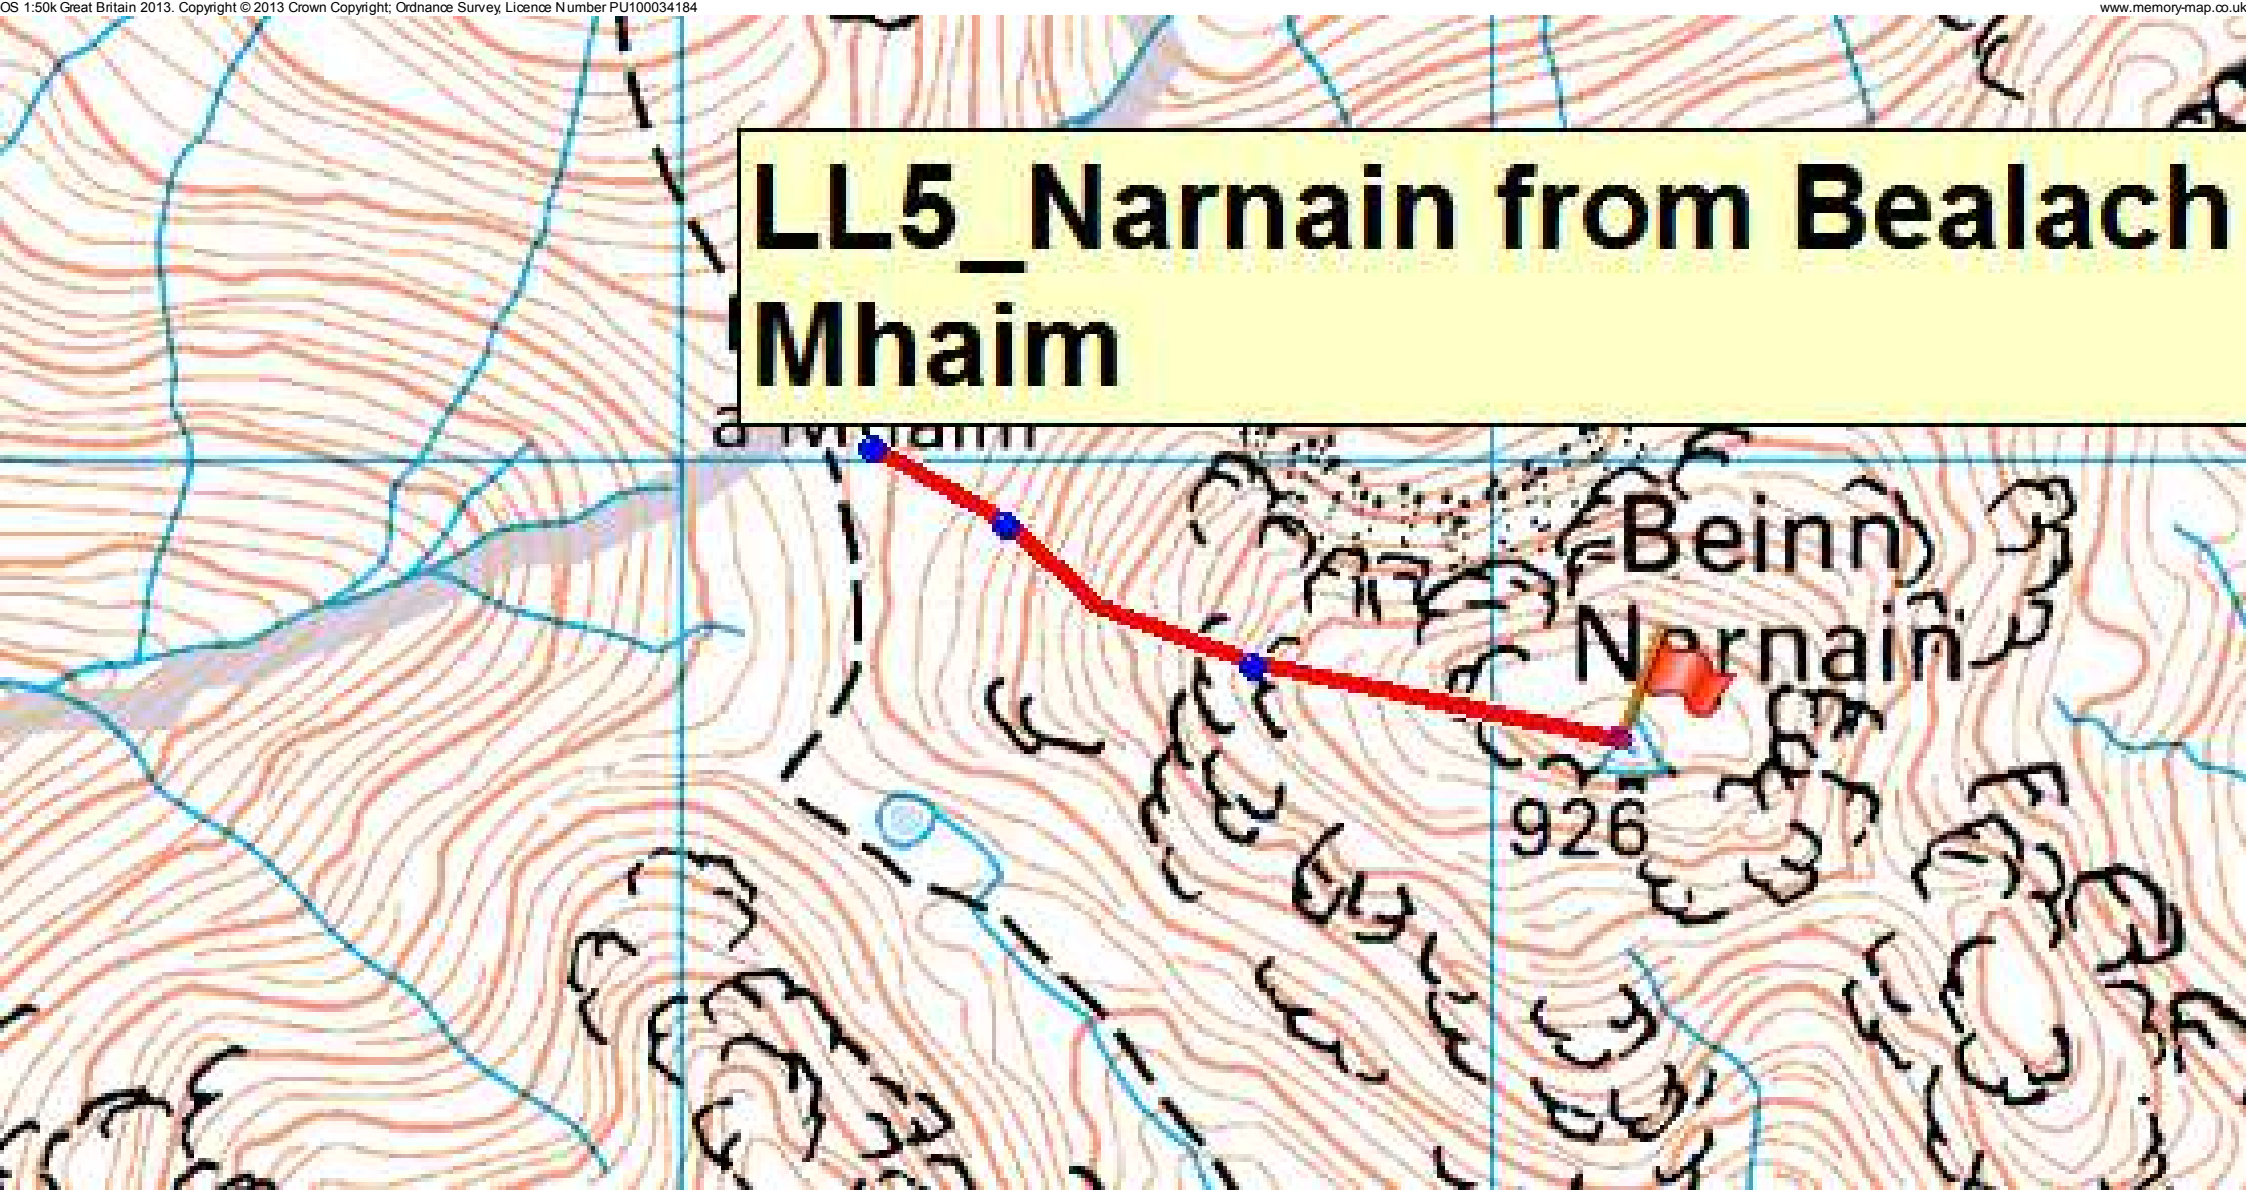 OS 1:50k Great Britain 2013. Copyright © 2013 Crown Copyright; Ordnance Survey, Licence Number PU100034184
www.memory-map.co.uk
LL5_Narnain from Bealach
Mhaim
Beinn
Narnain
926